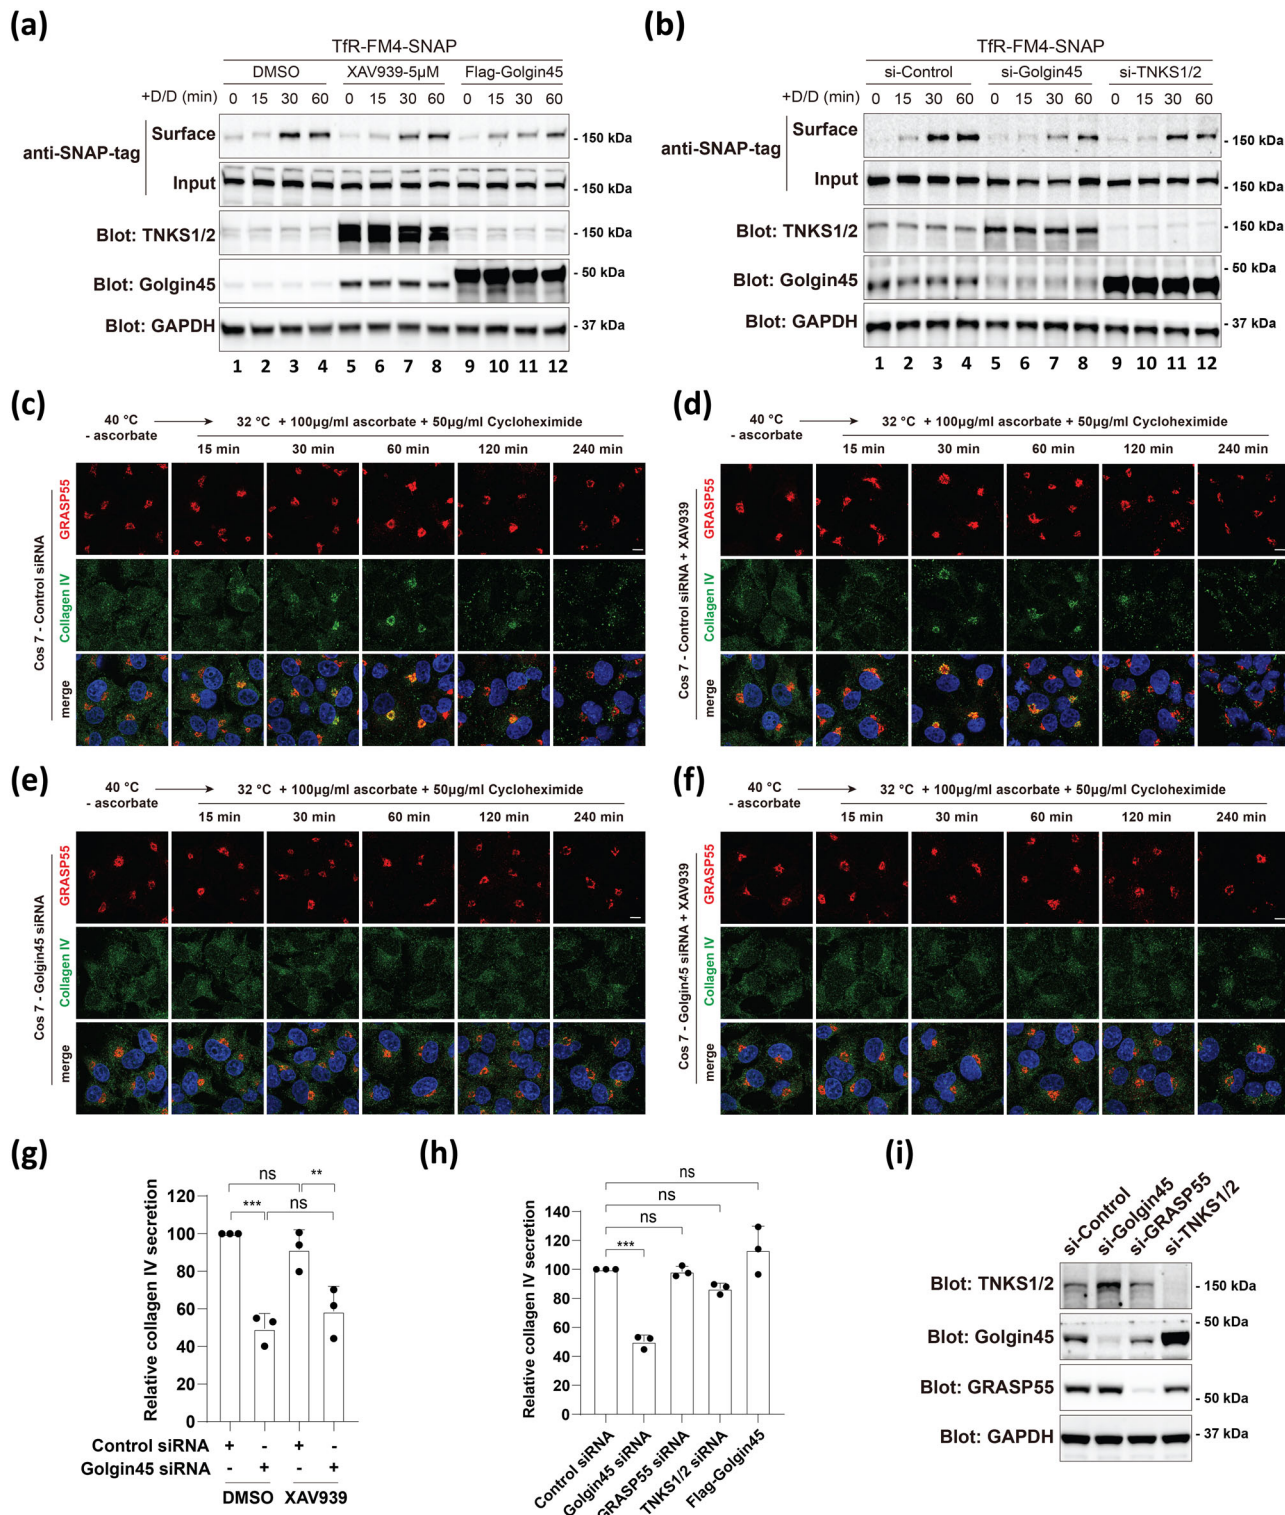 (a)
TfR-FM4-SNAP
DMSO XAV939-5µM Flag-Golgin45
+D/D (min) 0 15 30 60 0 15 30 60 0 15 30 60
anti-SNAP-tag
Surface - 150 kDa
Input - 150 kDa
Blot: TNKS1/2 - 150 kDa
Blot: Golgin45 - 50 kDa
Blot: GAPDH - 37 kDa
1 2 3 4 5 6 7 8 9 10 11 12
(b)
TfR-FM4-SNAP
si-Control si-Golgin45 si-TNKS1/2
+D/D (min) 0 15 30 60 0 15 30 60 0 15 30 60
anti-SNAP-tag
Surface - 150 kDa
Input - 150 kDa
Blot: TNKS1/2 - 150 kDa
Blot: Golgin45 - 50 kDa
Blot: GAPDH - 37 kDa
1 2 3 4 5 6 7 8 9 10 11 12
(c)
40 °C
- ascorbate
32 °C + 100µg/ml ascorbate + 50µg/ml Cycloheximide
15 min 30 min 60 min 120 min 240 min
Cos 7 - Control siRNA
GRASP55
Collagen IV
merge
(d)
40 °C
- ascorbate
32 °C + 100µg/ml ascorbate + 50µg/ml Cycloheximide
15 min 30 min 60 min 120 min 240 min
Cos 7 - Control siRNA + XAV939
GRASP55
Collagen IV
merge
(e)
40 °C
- ascorbate
32 °C + 100µg/ml ascorbate + 50µg/ml Cycloheximide
15 min 30 min 60 min 120 min 240 min
Cos 7 - Golgin45 siRNA
GRASP55
Collagen IV
merge
(f)
40 °C
- ascorbate
32 °C + 100µg/ml ascorbate + 50µg/ml Cycloheximide
15 min 30 min 60 min 120 min 240 min
Cos 7 - Golgin45 siRNA + XAV939
GRASP55
Collagen IV
merge
(g)
Relative collagen IV secretion
120
100
80
60
40
20
0
ns **
*** ns
Control siRNA + - + -
Golgin45 siRNA - + - +
DMSO XAV939
(h)
Relative collagen IV secretion
140
120
100
80
60
40
20
0
ns
ns
ns
***
Control siRNA
Golgin45 siRNA
GRASP55 siRNA
TNKS1/2 siRNA
Flag-Golgin45
(i)
si-Control
si-Golgin45
si-GRASP55
si-TNKS1/2
Blot: TNKS1/2 - 150 kDa
Blot: Golgin45 - 50 kDa
Blot: GRASP55 - 50 kDa
Blot: GAPDH - 37 kDa